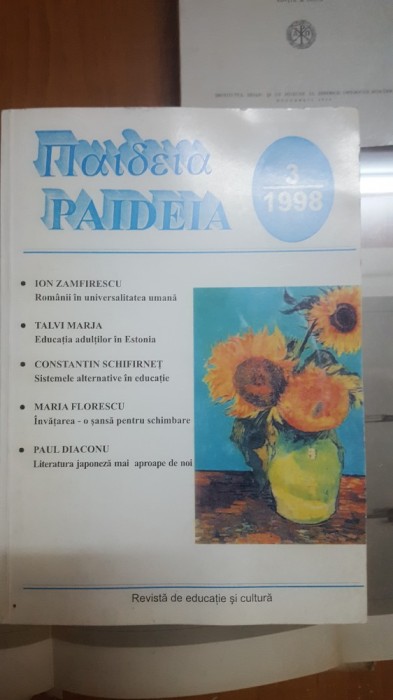 Παιδεια
PAIDEIA
3
1998
• ION ZAMFIRESCU
Românii în universalitatea umană
• TALVI MARJA
Educația adulților în Estonia
• CONSTANTIN SCHIFIRNEȚ
Sistemele alternative în educație
• MARIA FLORESCU
Învățarea - o șansă pentru schimbare
• PAUL DIACONU
Literatura japoneză mai aproape de noi
Revistă de educație și cultură